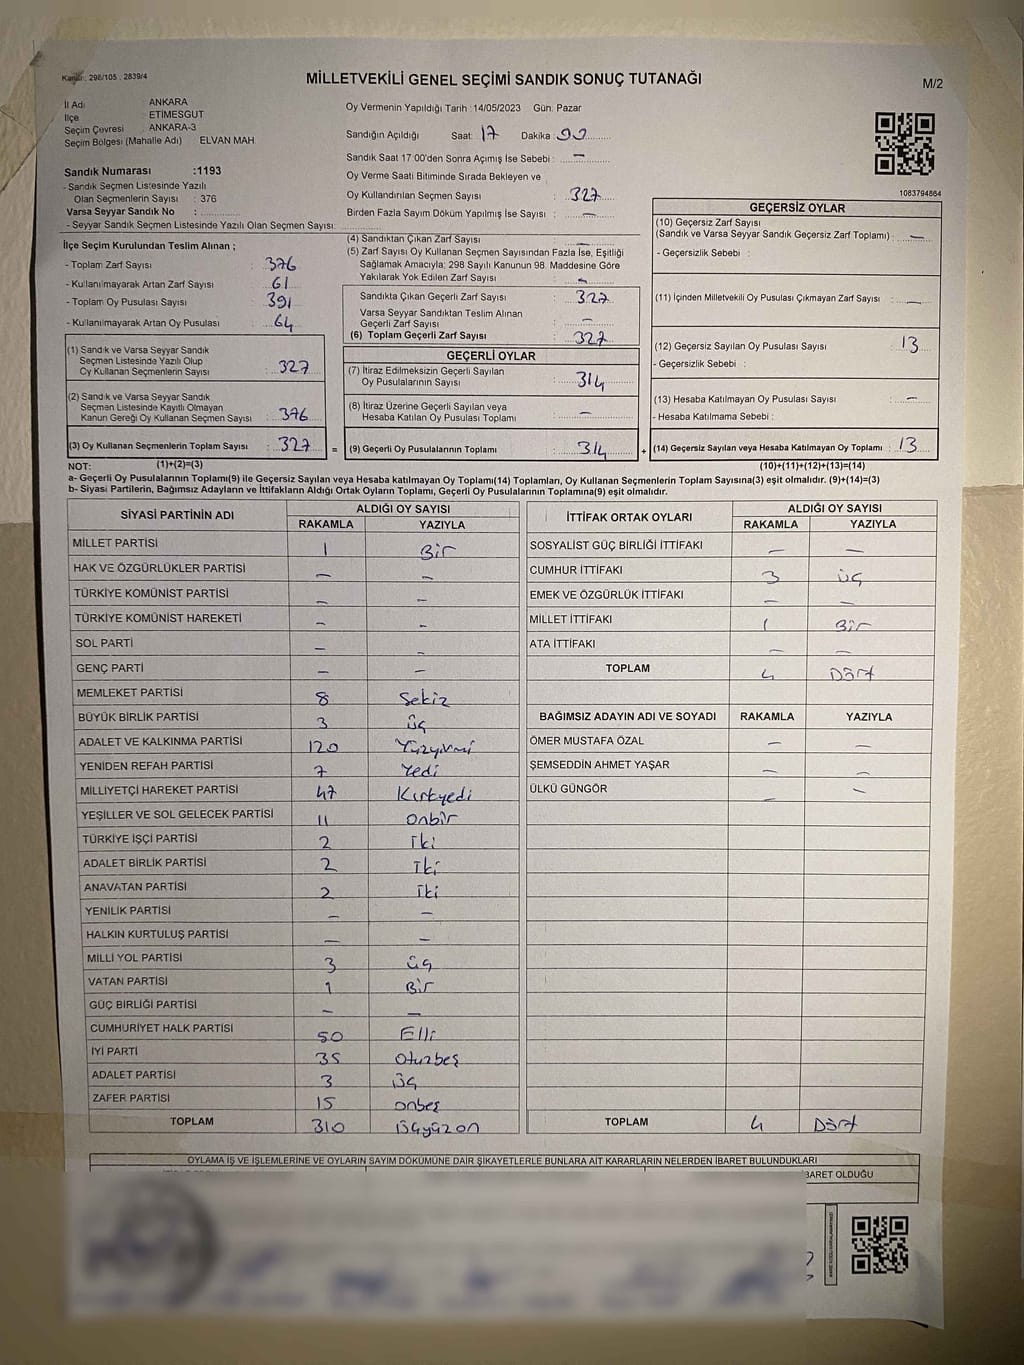 Kanun : 298/105 : 2839/4
MİLLETVEKİLİ GENEL SEÇİMİ SANDIK SONUÇ TUTANAĞI
M/2
İl Adı ANKARA
İlçe ETİMESGUT
Seçim Çevresi ANKARA-3
Seçim Bölgesi (Mahalle Adı) ELVAN MAH
Oy Vermenin Yapıldığı Tarih :14/05/2023 Gün: Pazar
Sandığın Açıldığı Saat: 17 Dakika:
Sandık Saat 17:00'den Sonra Açımış İse Sebebi : —
Oy Verme Saati Bitiminde Sırada Bekleyen ve
Oy Kullandırılan Seçmen Sayısı : 327
Birden Fazla Sayım Döküm Yapılmış İse Sayısı : —
1083794864
Sandık Numarası :1193
- Sandık Seçmen Listesinde Yazılı
Olan Seçmenlerin Sayısı : 376
Varsa Seyyar Sandık No :
- Seyyar Sandık Seçmen Listesinde Yazılı Olan Seçmen Sayısı:
İlçe Seçim Kurulundan Teslim Alınan ;
- Toplam Zarf Sayısı : 376
- Kullanılmayarak Artan Zarf Sayısı : 61
- Toplam Oy Pusulası Sayısı : 391
- Kullanılmayarak Artan Oy Pusulası : 64
(1) Sandık ve Varsa Seyyar Sandık
Seçmen Listesinde Yazılı Olup
Oy Kullanan Seçmenlerin Sayısı : 327
(2) Sandık ve Varsa Seyyar Sandık
Seçmen Listesinde Kayıtlı Olmayan
Kanun Gereği Oy Kullanan Seçmen Sayısı : 376
(3) Oy Kullanan Seçmenlerin Toplam Sayısı : 327 =
(4) Sandıktan Çıkan Zarf Sayısı : —
(5) Zarf Sayısı Oy Kullanan Seçmen Sayısından Fazla İse, Eşitliği
Sağlamak Amacıyla; 298 Sayılı Kanunun 98. Maddesine Göre
Yakılarak Yok Edilen Zarf Sayısı : -
Sandıkta Çıkan Geçerli Zarf Sayısı : 327
Varsa Seyyar Sandıktan Teslim Alınan
Geçerli Zarf Sayısı : —
(6) Toplam Geçerli Zarf Sayısı : 327
GEÇERLİ OYLAR
(7) İtiraz Edilmeksizin Geçerli Sayılan
Oy Pusulalarının Sayısı : 314
(8) İtiraz Üzerine Geçerli Sayılan veya
Hesaba Katılan Oy Pusulası Toplamı : —
(9) Geçerli Oy Pusulalarının Toplamı : 314 +
GEÇERSİZ OYLAR
(10) Geçersiz Zarf Sayısı
(Sandık ve Varsa Seyyar Sandık Geçersiz Zarf Toplamı) : —
- Geçersizlik Sebebi :
(11) İçinden Milletvekili Oy Pusulası Çıkmayan Zarf Sayısı : —
(12) Geçersiz Sayılan Oy Pusulası Sayısı : 13
- Geçersizlik Sebebi :
(13) Hesaba Katılmayan Oy Pusulası Sayısı : —
- Hesaba Katılmama Sebebi :
(14) Geçersiz Sayılan veya Hesaba Katılmayan Oy Toplamı : 13
NOT: (1)+(2)=(3) (10)+(11)+(12)+(13)=(14)
a- Geçerli Oy Pusulalarının Toplamı(9) ile Geçersiz Sayılan veya Hesaba katılmayan Oy Toplamı(14) Toplamları, Oy Kullanan Seçmenlerin Toplam Sayısına(3) eşit olmalıdır. (9)+(14)=(3)
b- Siyasi Partilerin, Bağımsız Adayların ve İttifakların Aldığı Ortak Oyların Toplamı, Geçerli Oy Pusulalarının Toplamına(9) eşit olmalıdır.
SİYASİ PARTİNİN ADI ALDIĞI OY SAYISI
RAKAMLA YAZIYLA
MİLLET PARTİSİ 1 Bir
HAK VE ÖZGÜRLÜKLER PARTİSİ — —
TÜRKİYE KOMÜNİST PARTİSİ — —
TÜRKİYE KOMÜNİST HAREKETİ — —
SOL PARTİ — —
GENÇ PARTİ — —
MEMLEKET PARTİSİ 8 Sekiz
BÜYÜK BİRLİK PARTİSİ 3 üç
ADALET VE KALKINMA PARTİSİ 120 Yüzyirmi
YENİDEN REFAH PARTİSİ 7 Yedi
MİLLİYETÇİ HAREKET PARTİSİ 47 Kırkyedi
YEŞİLLER VE SOL GELECEK PARTİSİ 11 onbir
TÜRKİYE İŞÇİ PARTİSİ 2 İki
ADALET BİRLİK PARTİSİ 2 İki
ANAVATAN PARTİSİ 2 İki
YENİLİK PARTİSİ — —
HALKIN KURTULUŞ PARTİSİ — —
MİLLİ YOL PARTİSİ 3 üç
VATAN PARTİSİ 1 Bir
GÜÇ BİRLİĞİ PARTİSİ — —
CUMHURİYET HALK PARTİSİ 50 Elli
İYİ PARTİ 35 Oturbeş
ADALET PARTİSİ 3 Üç
ZAFER PARTİSİ 15 onbeş
TOPLAM 310 Üçyüzon
İTTİFAK ORTAK OYLARI ALDIĞI OY SAYISI
RAKAMLA YAZIYLA
SOSYALİST GÜÇ BİRLİĞİ İTTİFAKI — —
CUMHUR İTTİFAKI 3 üç
EMEK VE ÖZGÜRLÜK İTTİFAKI — —
MİLLET İTTİFAKI 1 Bir
ATA İTTİFAKI — —
TOPLAM 4 Dört
BAĞIMSIZ ADAYIN ADI VE SOYADI RAKAMLA YAZIYLA
ÖMER MUSTAFA ÖZAL — —
ŞEMSEDDİN AHMET YAŞAR — —
ÜLKÜ GÜNGÖR — —
TOPLAM 4 Dört
OYLAMA İŞ VE İŞLEMLERİNE VE OYLARIN SAYIM DÖKÜMÜNE DAİR ŞİKAYETLERLE BUNLARA AİT KARARLARIN NELERDEN İBARET BULUNDUKLARI
İBARET OLDUĞU